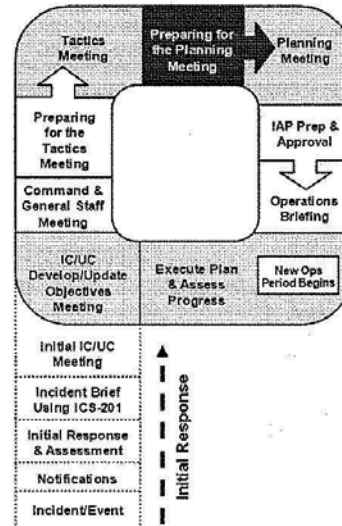 Tactics
Meeting
Preparing for
the Planning
Meeting
Planning
Meeting
Preparing
for the
Tactics
Meeting
IAP Prep &
Approval
Command &
General Staff
Meeting
Operations
Briefing
IC/UC
Develop/Update
Objectives
Meeting
Execute Plan
& Assess
Progress
New Ops
Period Begins
Initial IC/UC
Meeting
Incident Brief
Using ICS-201
Initial Response
& Assessment
Notifications
Incident/Event
Initial Response